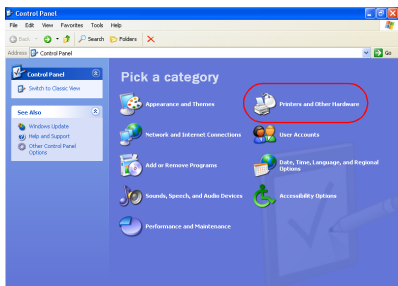 Control Panel
File Edit View Favorites Tools Help
Back Search Folders
Address Control Panel Go
Control Panel
Switch to Classic View
See Also
Windows Update
Help and Support
Other Control Panel
Options
Pick a category
Appearance and Themes
Printers and Other Hardware
Network and Internet Connections
User Accounts
Add or Remove Programs
Date, Time, Language, and Regional
Options
Sounds, Speech, and Audio Devices
Accessibility Options
Performance and Maintenance